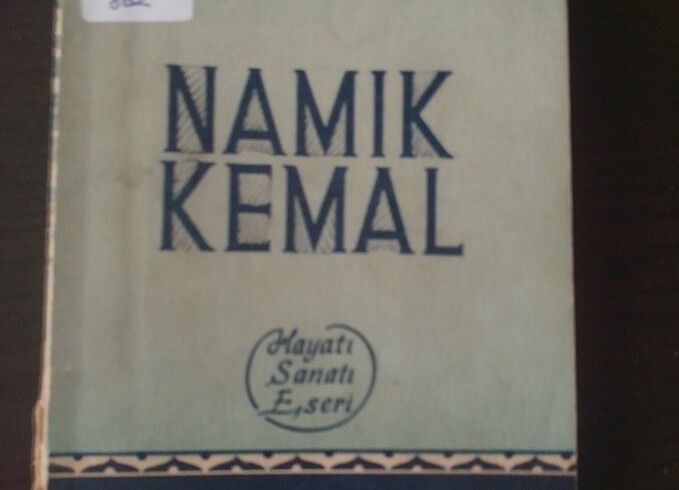 NAMIK
KEMAL
Hayatı
Sanatı
Eseri